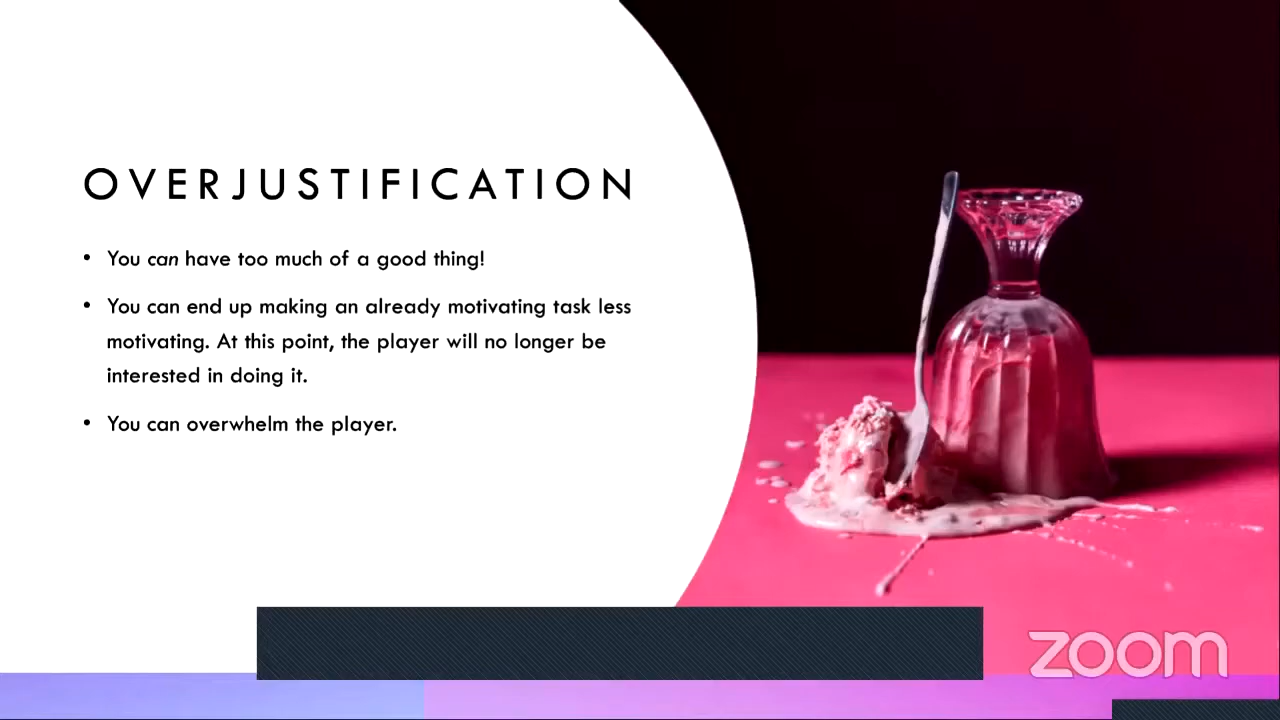 OVERJUSTIFICATION
• You can have too much of a good thing!
• You can end up making an already motivating task less
motivating. At this point, the player will no longer be
interested in doing it.
• You can overwhelm the player.
zoom